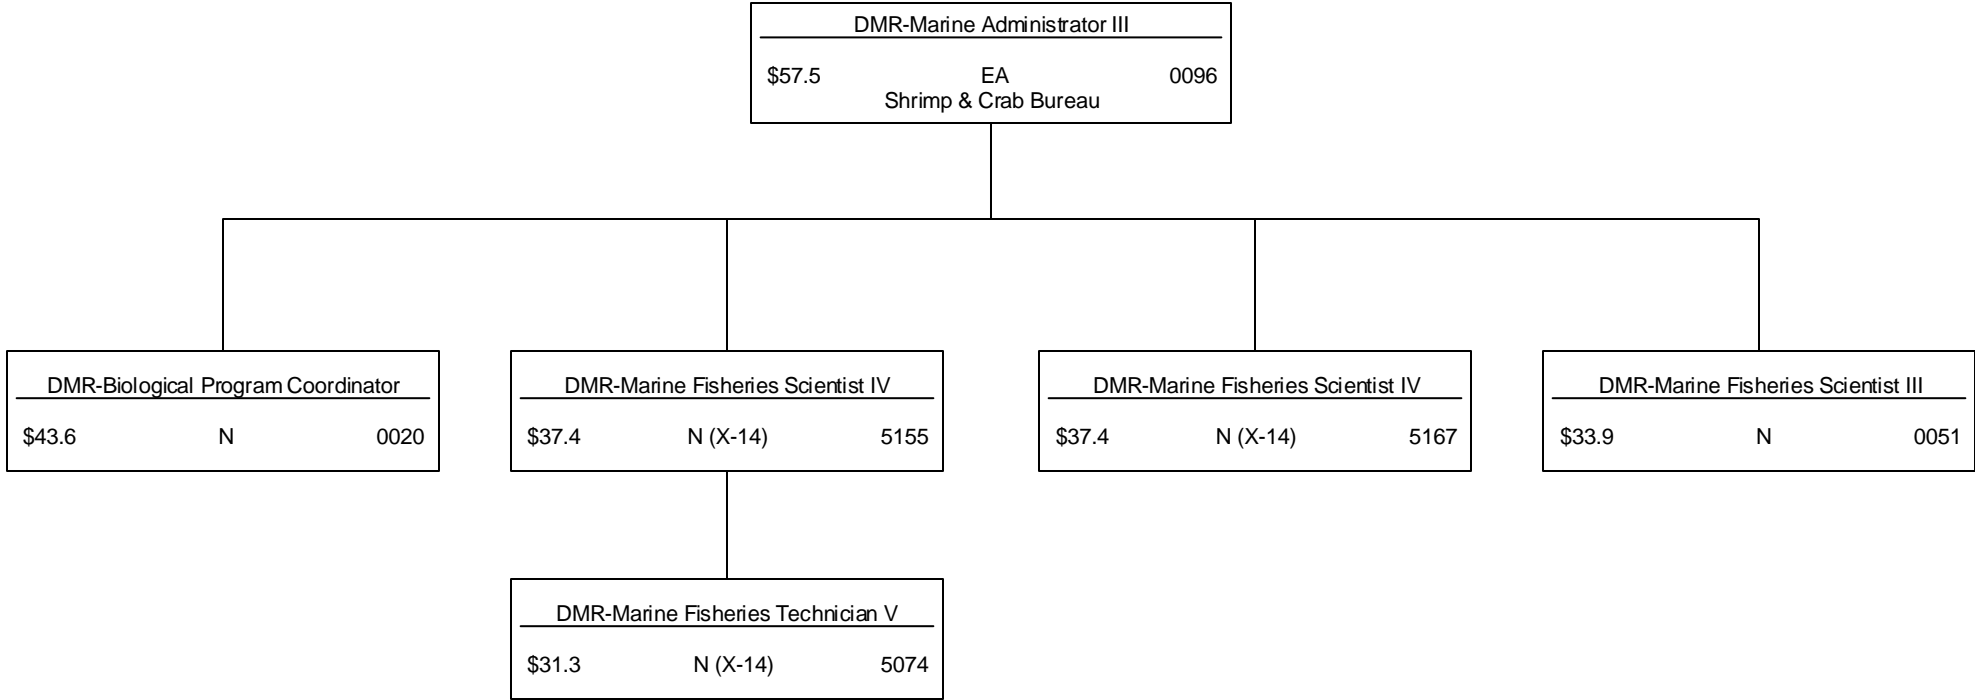 DMR-Marine Administrator III
$57.5 EA 0096
Shrimp & Crab Bureau
DMR-Biological Program Coordinator
$43.6 N 0020
DMR-Marine Fisheries Scientist IV
$37.4 N (X-14) 5155
DMR-Marine Fisheries Scientist IV
$37.4 N (X-14) 5167
DMR-Marine Fisheries Scientist III
$33.9 N 0051
DMR-Marine Fisheries Technician V
$31.3 N (X-14) 5074